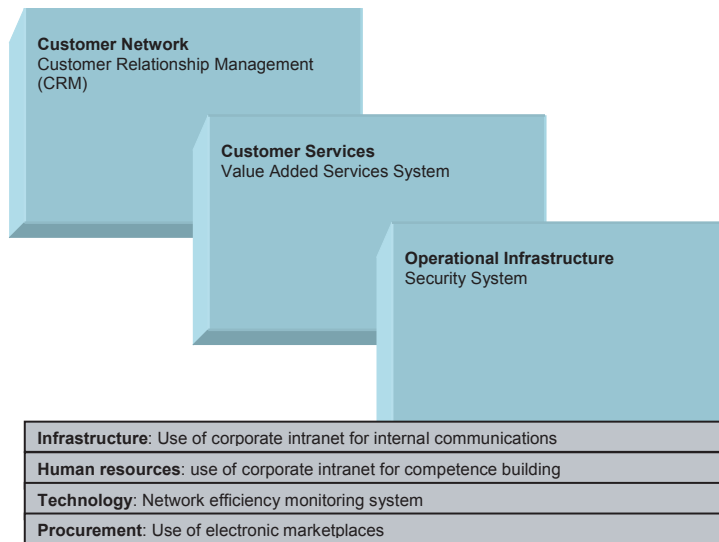 Customer Network
Customer Relationship Management
(CRM)
Customer Services
Value Added Services System
Operational Infrastructure
Security System
Infrastructure: Use of corporate intranet for internal communications
Human resources: use of corporate intranet for competence building
Technology: Network efficiency monitoring system
Procurement: Use of electronic marketplaces